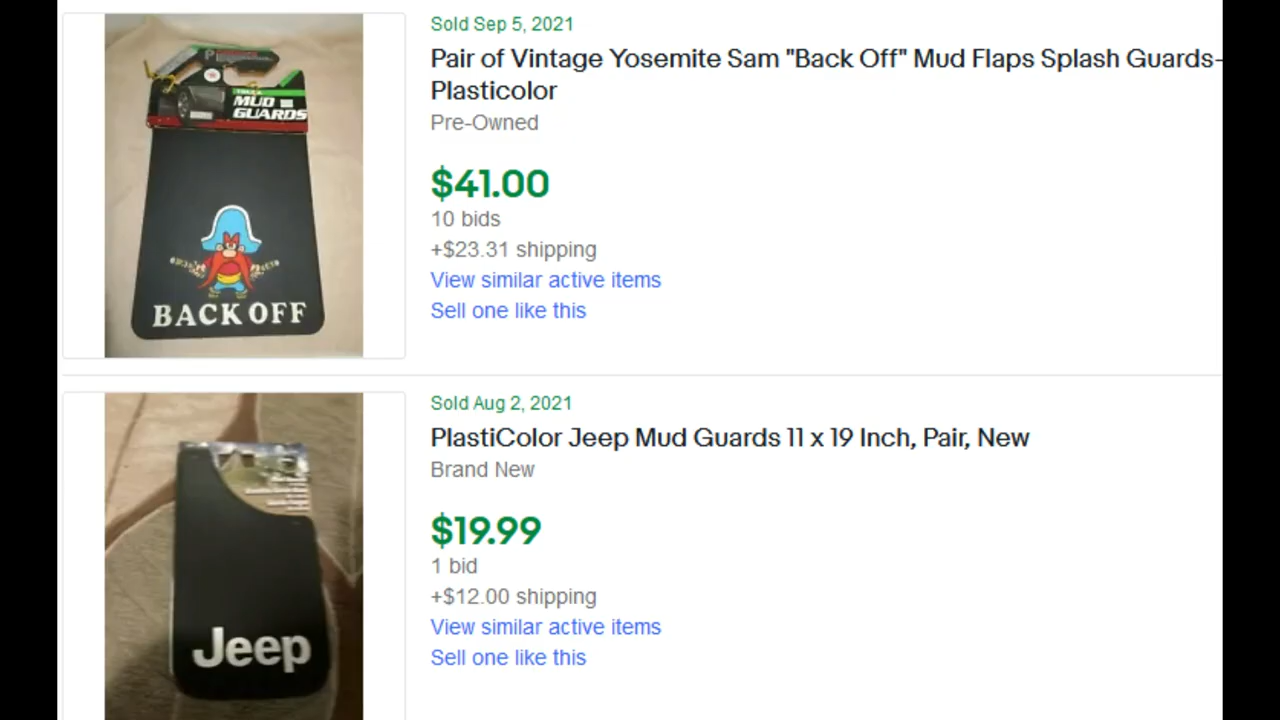 MUD
GUARDS
BACK OFF
Sold Sep 5, 2021
Pair of Vintage Yosemite Sam "Back Off" Mud Flaps Splash Guards-
Plasticolor
Pre-Owned
$41.00
10 bids
+$23.31 shipping
View similar active items
Sell one like this
Jeep
Sold Aug 2, 2021
PlastiColor Jeep Mud Guards 11 x 19 Inch, Pair, New
Brand New
$19.99
1 bid
+$12.00 shipping
View similar active items
Sell one like this